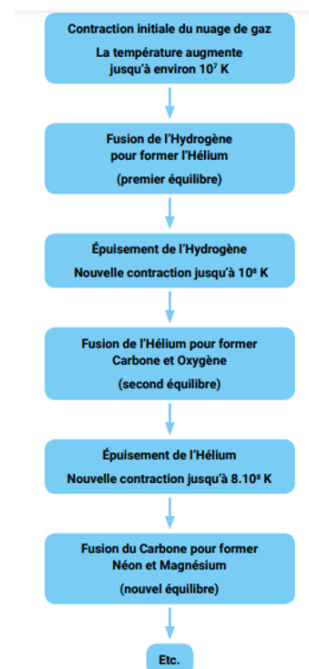 Contraction initiale du nuage de gaz
La température augmente
jusqu'à environ 10⁷ K
Fusion de l'Hydrogène
pour former l'Hélium
(premier équilibre)
Épuisement de l'Hydrogène
Nouvelle contraction jusqu'à 10⁸ K
Fusion de l'Hélium pour former
Carbone et Oxygène
(second équilibre)
Épuisement de l'Hélium
Nouvelle contraction jusqu'à 8.10⁸ K
Fusion du Carbone pour former
Néon et Magnésium
(nouvel équilibre)
Etc.